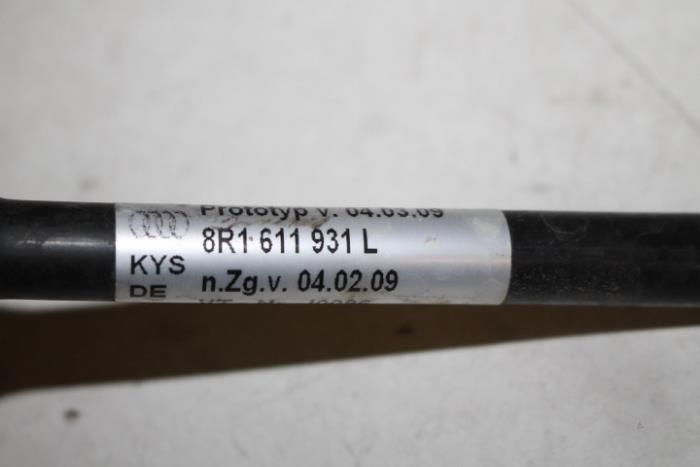 Prototyp v. 04.03.09
8R1 611 931 L
KYS
n.Zg.v. 04.02.09
DE